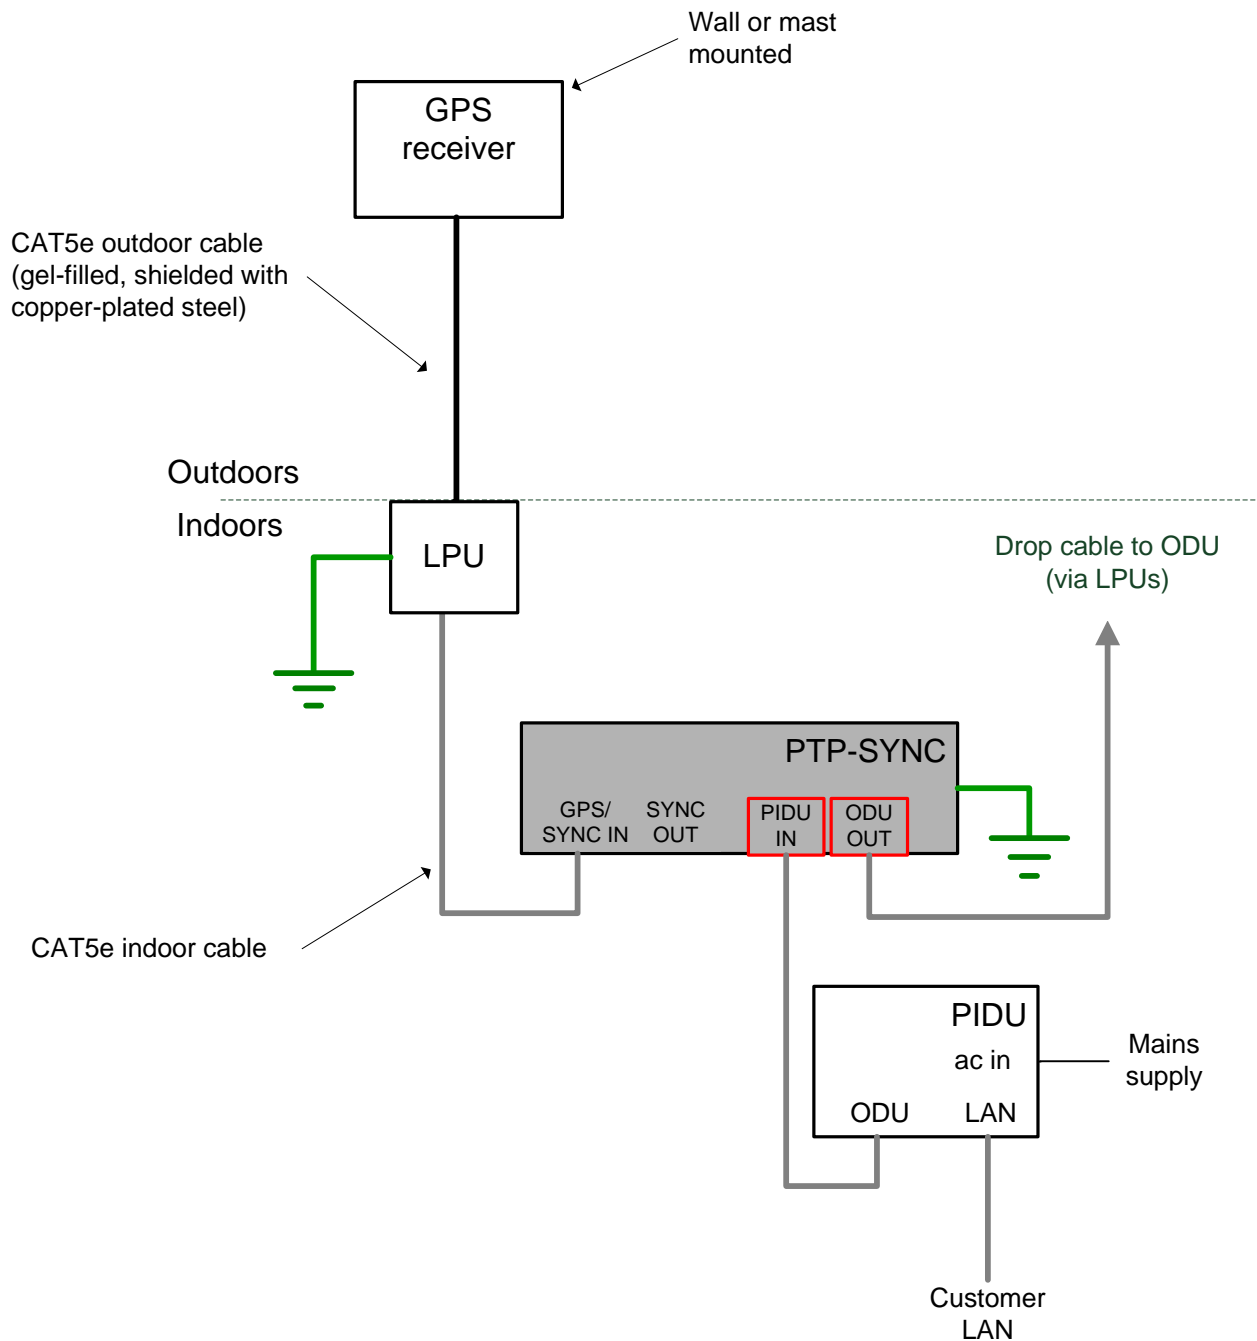 Wall or mast
mounted
GPS
receiver
CAT5e outdoor cable
(gel-filled, shielded with
copper-plated steel)
Outdoors
Indoors
LPU
Drop cable to ODU
(via LPUs)
PTP-SYNC
GPS/
SYNC IN
SYNC
OUT
PIDU
IN
ODU
OUT
CAT5e indoor cable
PIDU
ac in
Mains
supply
ODU
LAN
Customer
LAN